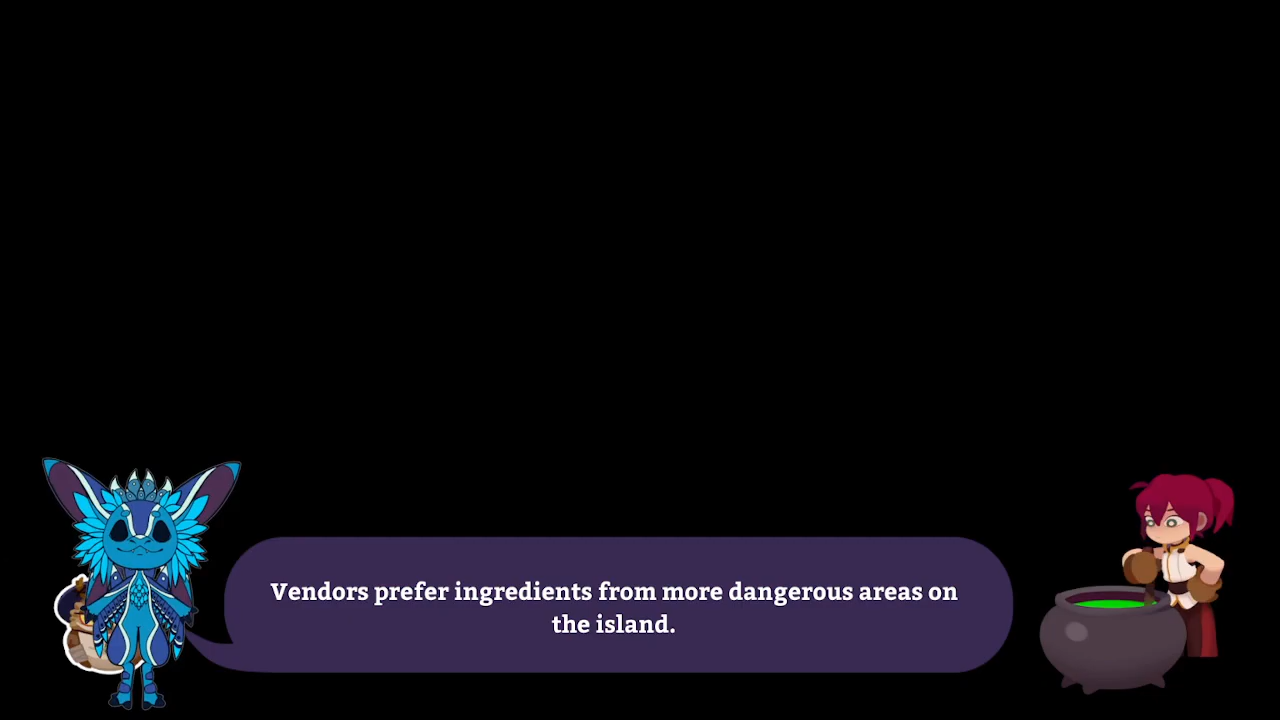 Vendors prefer ingredients from more dangerous areas on
the island.